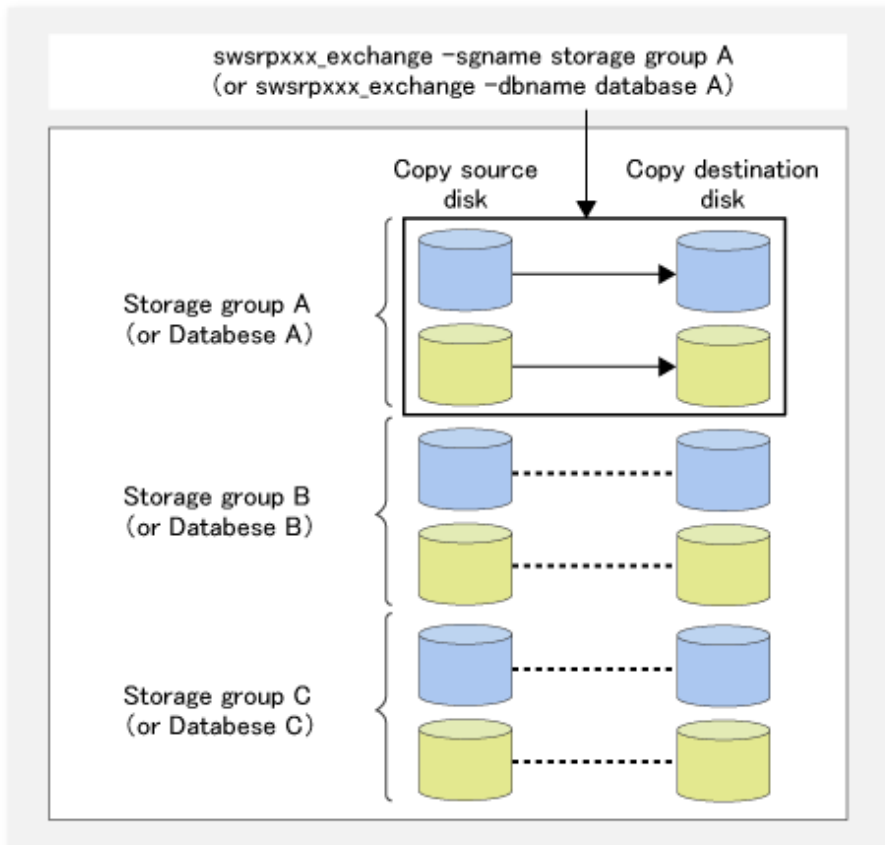 swsrpxxx_exchange -sgname storage group A
(or swsrpxxx_exchange -dbname database A)
Copy source
disk
Copy destination
disk
Storage group A
(or Databese A)
Storage group B
(or Databese B)
Storage group C
(or Databese C)